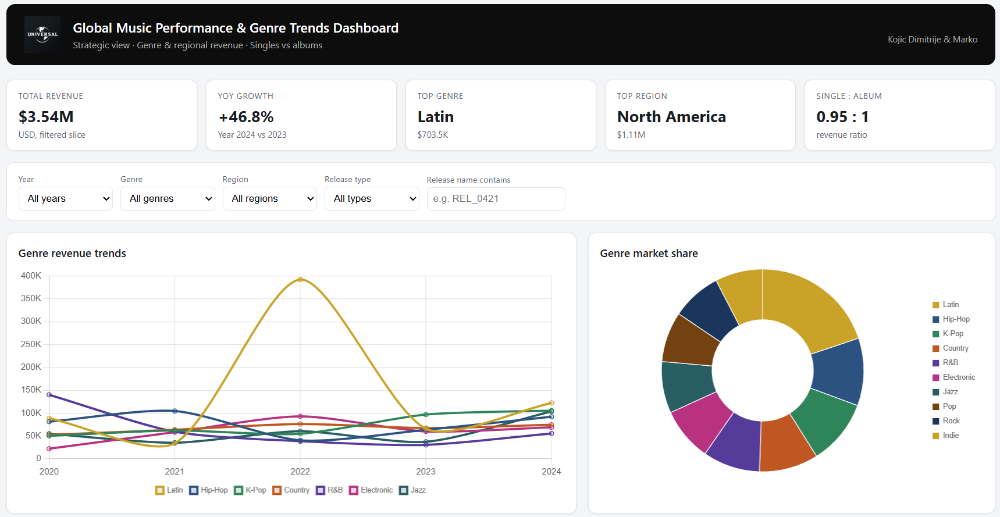 UNIVERSAL
Global Music Performance & Genre Trends Dashboard
Strategic view · Genre & regional revenue · Singles vs albums
Kojic Dimitrije & Marko
TOTAL REVENUE
$3.54M
USD, filtered slice
YOY GROWTH
+46.8%
Year 2024 vs 2023
TOP GENRE
Latin
$703.5K
TOP REGION
North America
$1.11M
SINGLE : ALBUM
0.95 : 1
revenue ratio
Year
All years
Genre
All genres
Region
All regions
Release type
All types
Release name contains
e.g. REL_0421
Genre revenue trends
400K
350K
300K
250K
200K
150K
100K
50K
0
2020 2021 2022 2023 2024
Latin Hip-Hop K-Pop Country R&B Electronic Jazz
Genre market share
Latin
Hip-Hop
K-Pop
Country
R&B
Electronic
Jazz
Pop
Rock
Indie